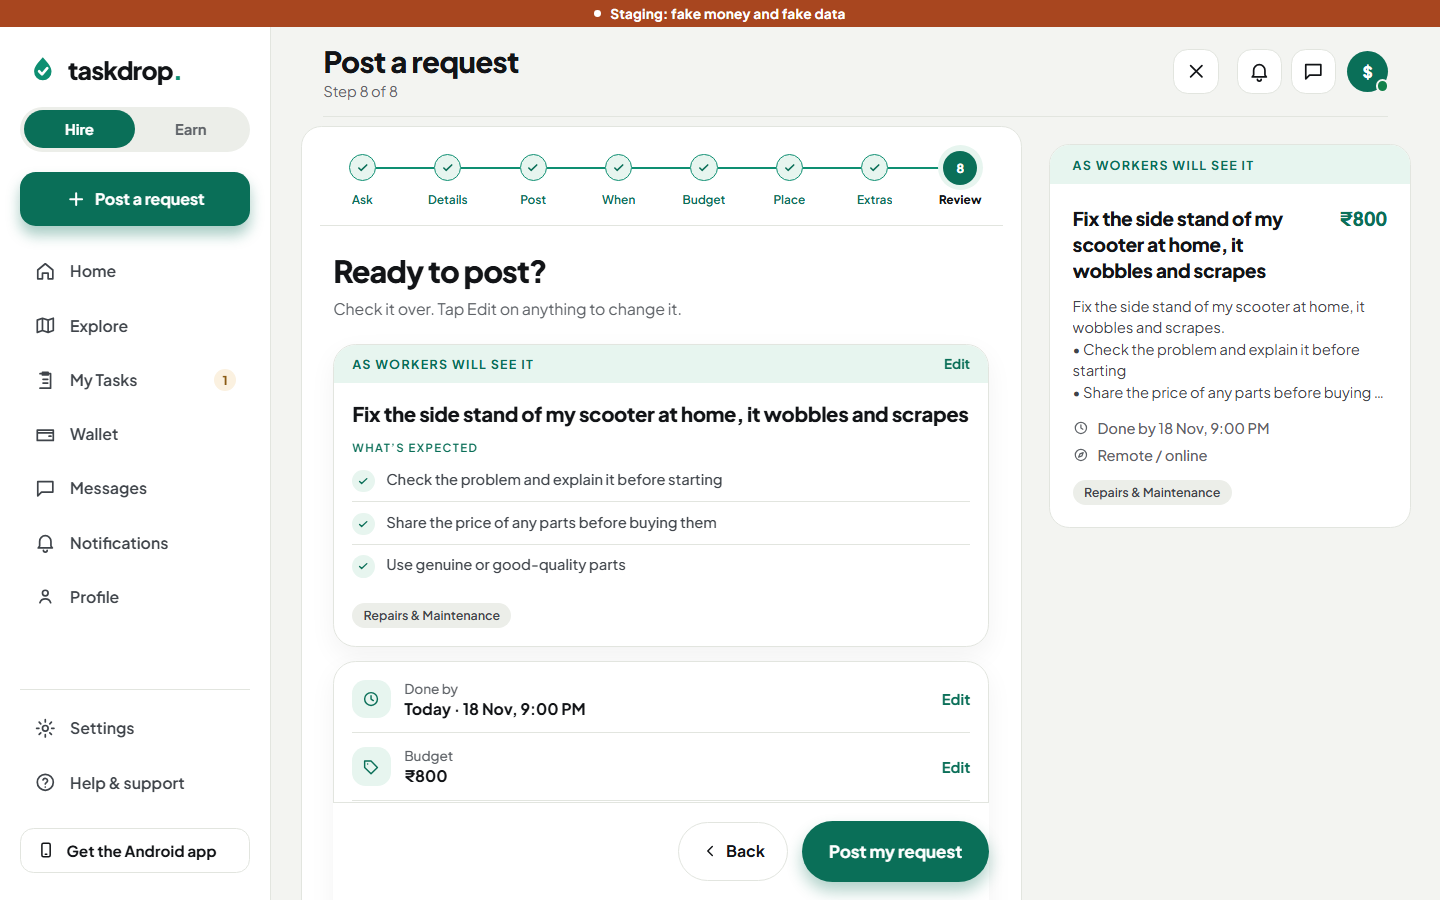 Staging: fake money and fake data
taskdrop.
Hire
Earn
Post a request
Home
Explore
My Tasks
1
Wallet
Messages
Notifications
Profile
Settings
Help & support
Get the Android app
Post a request
Step 8 of 8
$
8
Ask
Details
Post
When
Budget
Place
Extras
Review
Ready to post?
Check it over. Tap Edit on anything to change it.
AS WORKERS WILL SEE IT
Edit
Fix the side stand of my scooter at home, it wobbles and scrapes
WHAT'S EXPECTED
Check the problem and explain it before starting
Share the price of any parts before buying them
Use genuine or good-quality parts
Repairs & Maintenance
Done by
Today · 18 Nov, 9:00 PM
Edit
Budget
₹800
Edit
Back
Post my request
AS WORKERS WILL SEE IT
Fix the side stand of my
scooter at home, it
wobbles and scrapes
₹800
Fix the side stand of my scooter at home, it
wobbles and scrapes.
• Check the problem and explain it before
starting
• Share the price of any parts before buying ...
Done by 18 Nov, 9:00 PM
Remote / online
Repairs & Maintenance